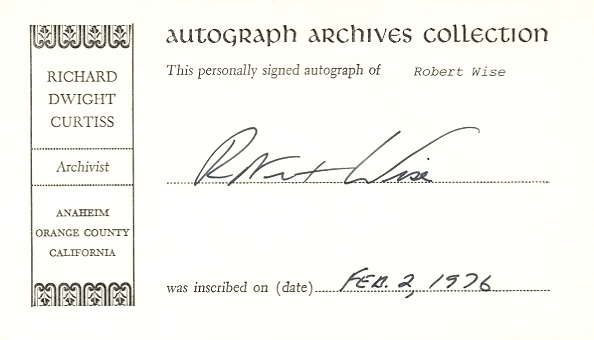 AUTOGRAPH ARCHIVES COLLECTION
RICHARD
DWIGHT
CURTISS
Archivist
ANAHEIM
ORANGE COUNTY
CALIFORNIA
This personally signed autograph of Robert Wise
Robert Wise
was inscribed on (date) FEB. 2, 1976